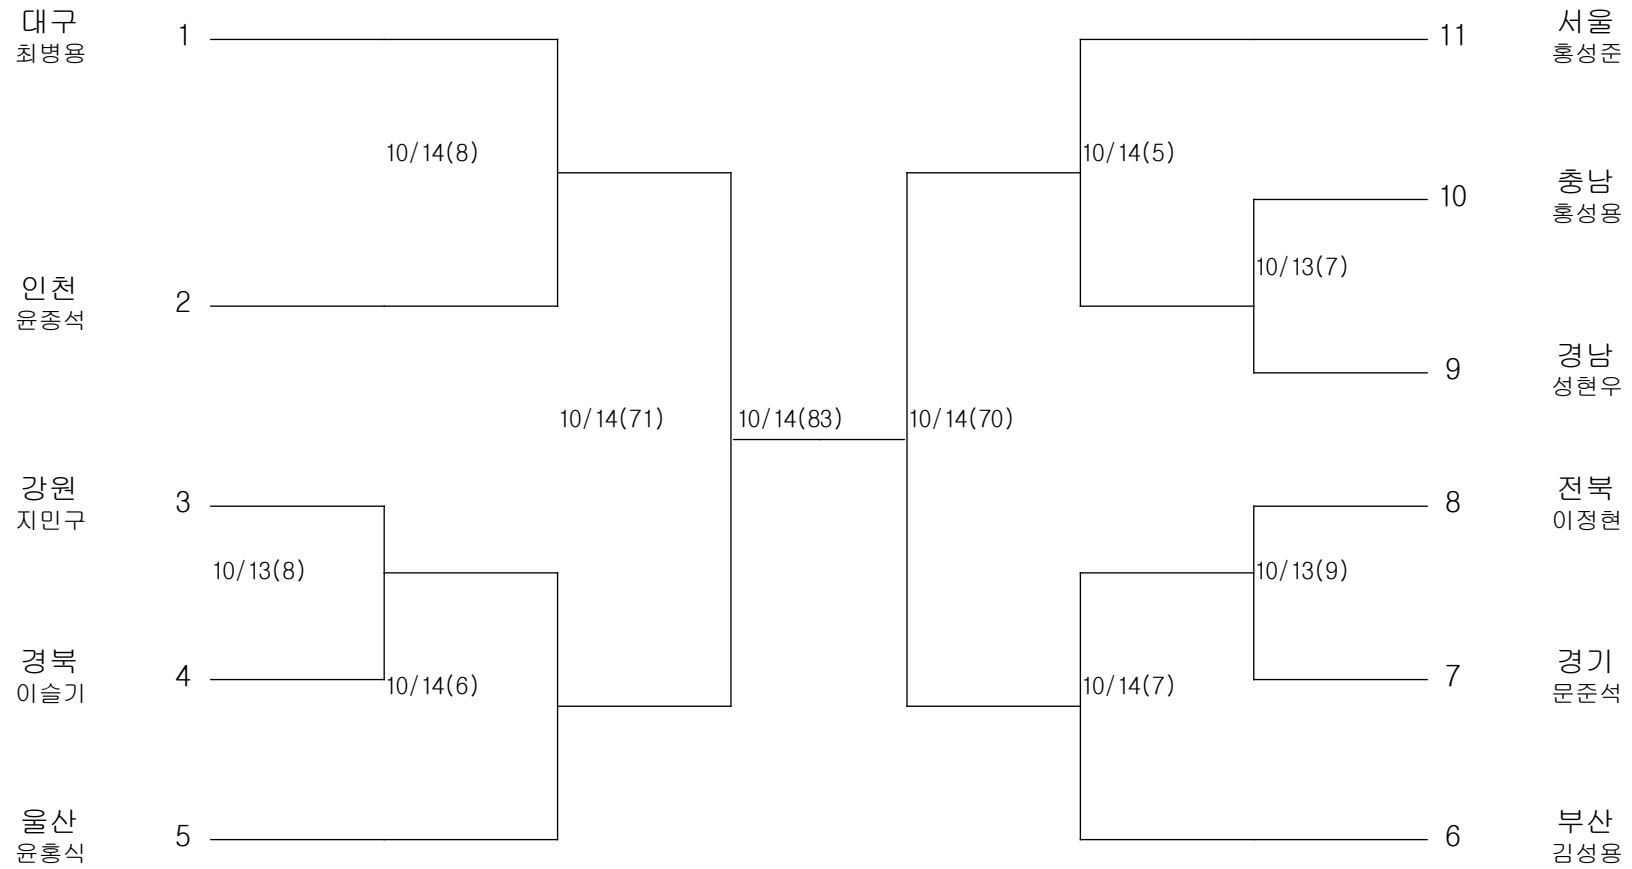 대구
최병용
1
11
서울
홍성준
10/14(8)
10/14(5)
10
충남
홍성용
10/13(7)
인천
윤종석
2
9
경남
성현우
10/14(71)
10/14(83)
10/14(70)
강원
지민구
3
8
전북
이정현
10/13(8)
10/13(9)
경북
이슬기
4
10/14(6)
10/14(7)
7
경기
문준석
울산
윤홍식
5
6
부산
김성용